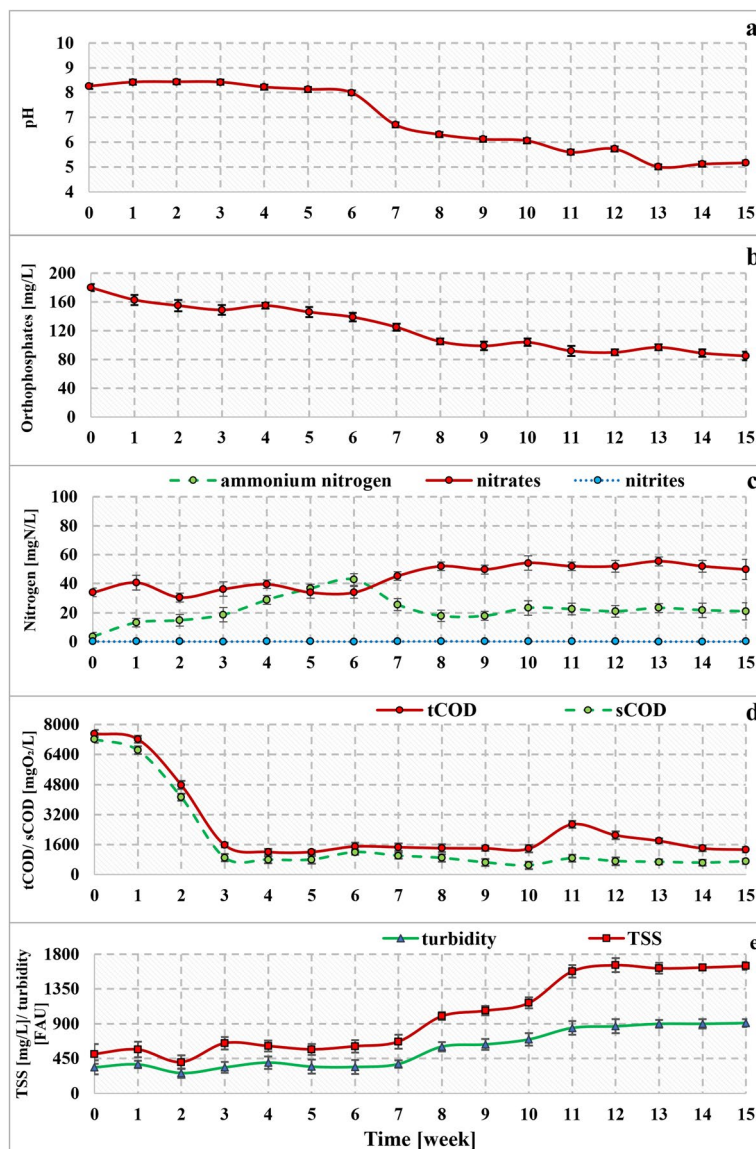 a
10
9
8
7
6
5
4
pH
0 1 2 3 4 5 6 7 8 9 10 11 12 13 14 15
b
200
160
120
80
40
0
Orthophosphates [mg/L]
0 1 2 3 4 5 6 7 8 9 10 11 12 13 14 15
ammonium nitrogen nitrates nitrites c
100
80
60
40
20
0
Nitrogen [mgN/L]
0 1 2 3 4 5 6 7 8 9 10 11 12 13 14 15
tCOD sCOD d
8000
6400
4800
3200
1600
0
tCOD/ sCOD [mgO₂/L]
0 1 2 3 4 5 6 7 8 9 10 11 12 13 14 15
turbidity TSS e
1800
1350
900
450
0
TSS [mg/L]/ turbidity
[FAU]
0 1 2 3 4 5 6 7 8 9 10 11 12 13 14 15
Time [week]